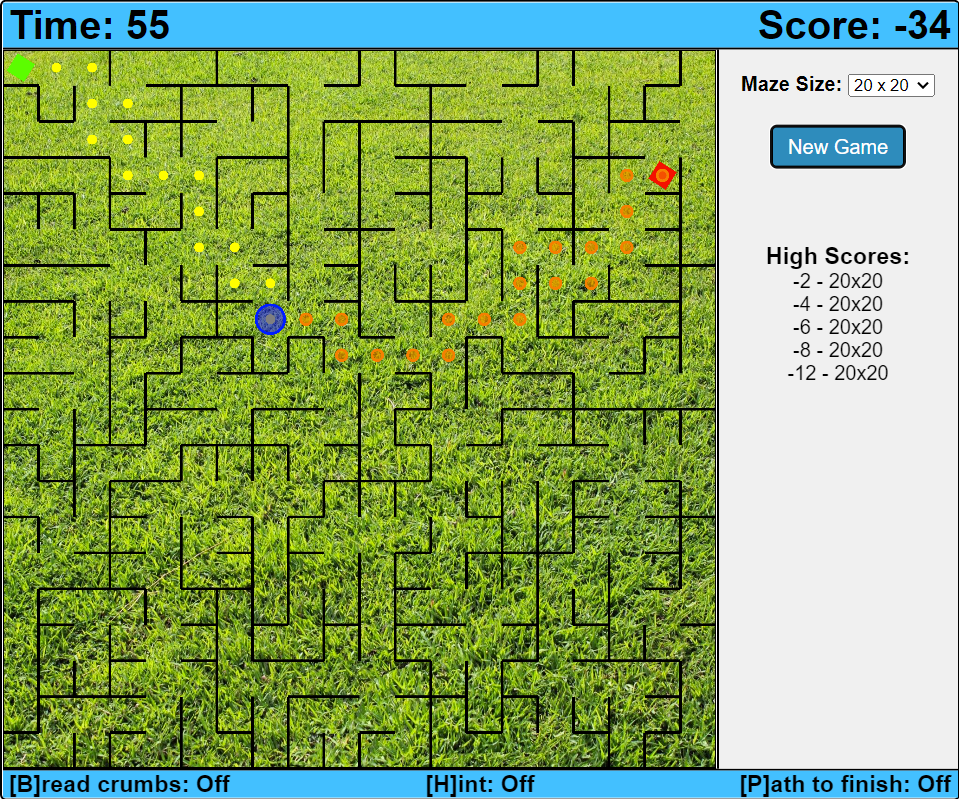 Time: 55
Score: -34
Maze Size: 20 x 20
New Game
High Scores:
-2 - 20x20
-4 - 20x20
-6 - 20x20
-8 - 20x20
-12 - 20x20
[B]read crumbs: Off
[H]int: Off
[P]ath to finish: Off